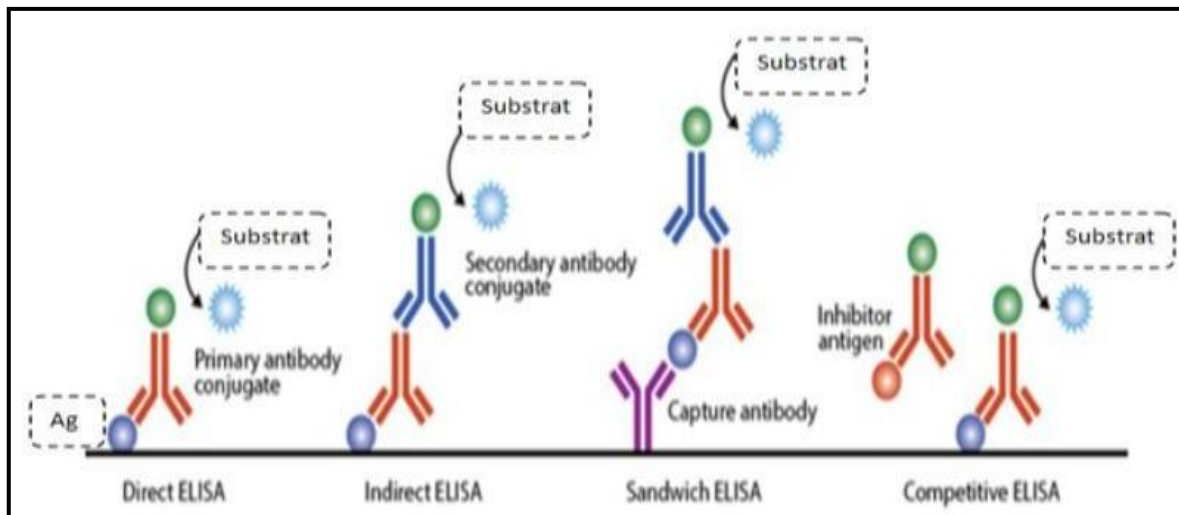 Substrat
Substrat
Substrat
Secondary antibody
conjugate
Substrat
Primary antibody
conjugate
Inhibitor
antigen
Capture antibody
Ag
Direct ELISA
Indirect ELISA
Sandwich ELISA
Competitive ELISA